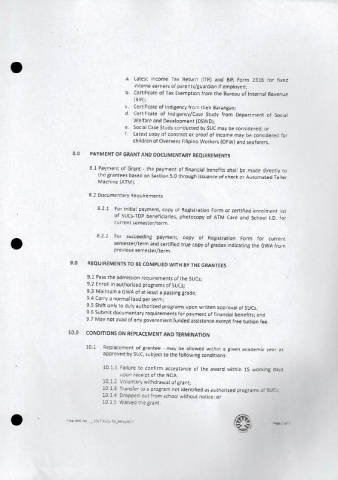 a. Latest Income Tax Return (ITR) and BIR Form 2316 for fixed
income earners of parents/guardian if employed;
b. Certificate of Tax Exemption from the Bureau of Internal Revenue
(BIR);
c. Certificate of Indigency from their Barangay;
d. Certificate of Indigency/Case Study from Department of Social
Welfare and Development (DSWD);
e. Social Case Study conducted by SUC may be considered; or
f. Latest copy of contract or proof of income may be considered for
children of Overseas Filipino Workers (OFW) and seafarers.
8.0 PAYMENT OF GRANT AND DOCUMENTARY REQUIREMENTS
8.1 Payment of Grant - the payment of financial benefits shall be made directly to
the grantees based on Section 5.0 through issuance of check or Automated Teller
Machine (ATM).
8.2 Documentary Requirements
8.2.1 For initial payment, copy of Registration Form or certified enrolment list
of SUCs-TDP beneficiaries, photocopy of ATM Card and School I.D. for
current semester/term.
8.2.2 For succeeding payment, copy of Registration Form for current
semester/term and certified true copy of grades indicating the GWA from
previous semester/term.
9.0 REQUIREMENTS TO BE COMPLIED WITH BY THE GRANTEES
9.1 Pass the admission requirements of the SUCs;
9.2 Enroll in authorized programs of SUCs;
9.3 Maintain a GWA of at least a passing grade;
9.4 Carry a normal load per term;
9.5 Shift only to duly authorized programs upon written approval of SUCs;
9.6 Submit documentary requirements for payment of financial benefits; and
9.7 May not avail of any government funded assistance except free tuition fee.
10.0 CONDITIONS ON REPLACEMENT AND TERMINATION
10.1 Replacement of grantee - may be allowed within a given academic year as
approved by SUC, subject to the following conditions:
10.1.1 Failure to confirm acceptance of the award within 15 working days
upon receipt of the NOA;
10.1.2 Voluntary withdrawal of grant;
10.1.3 Transfer to a program not identified as authorized programs of SUCs;
10.1.4 Dropped out from school without notice; or
10.1.5 Waived the grant.